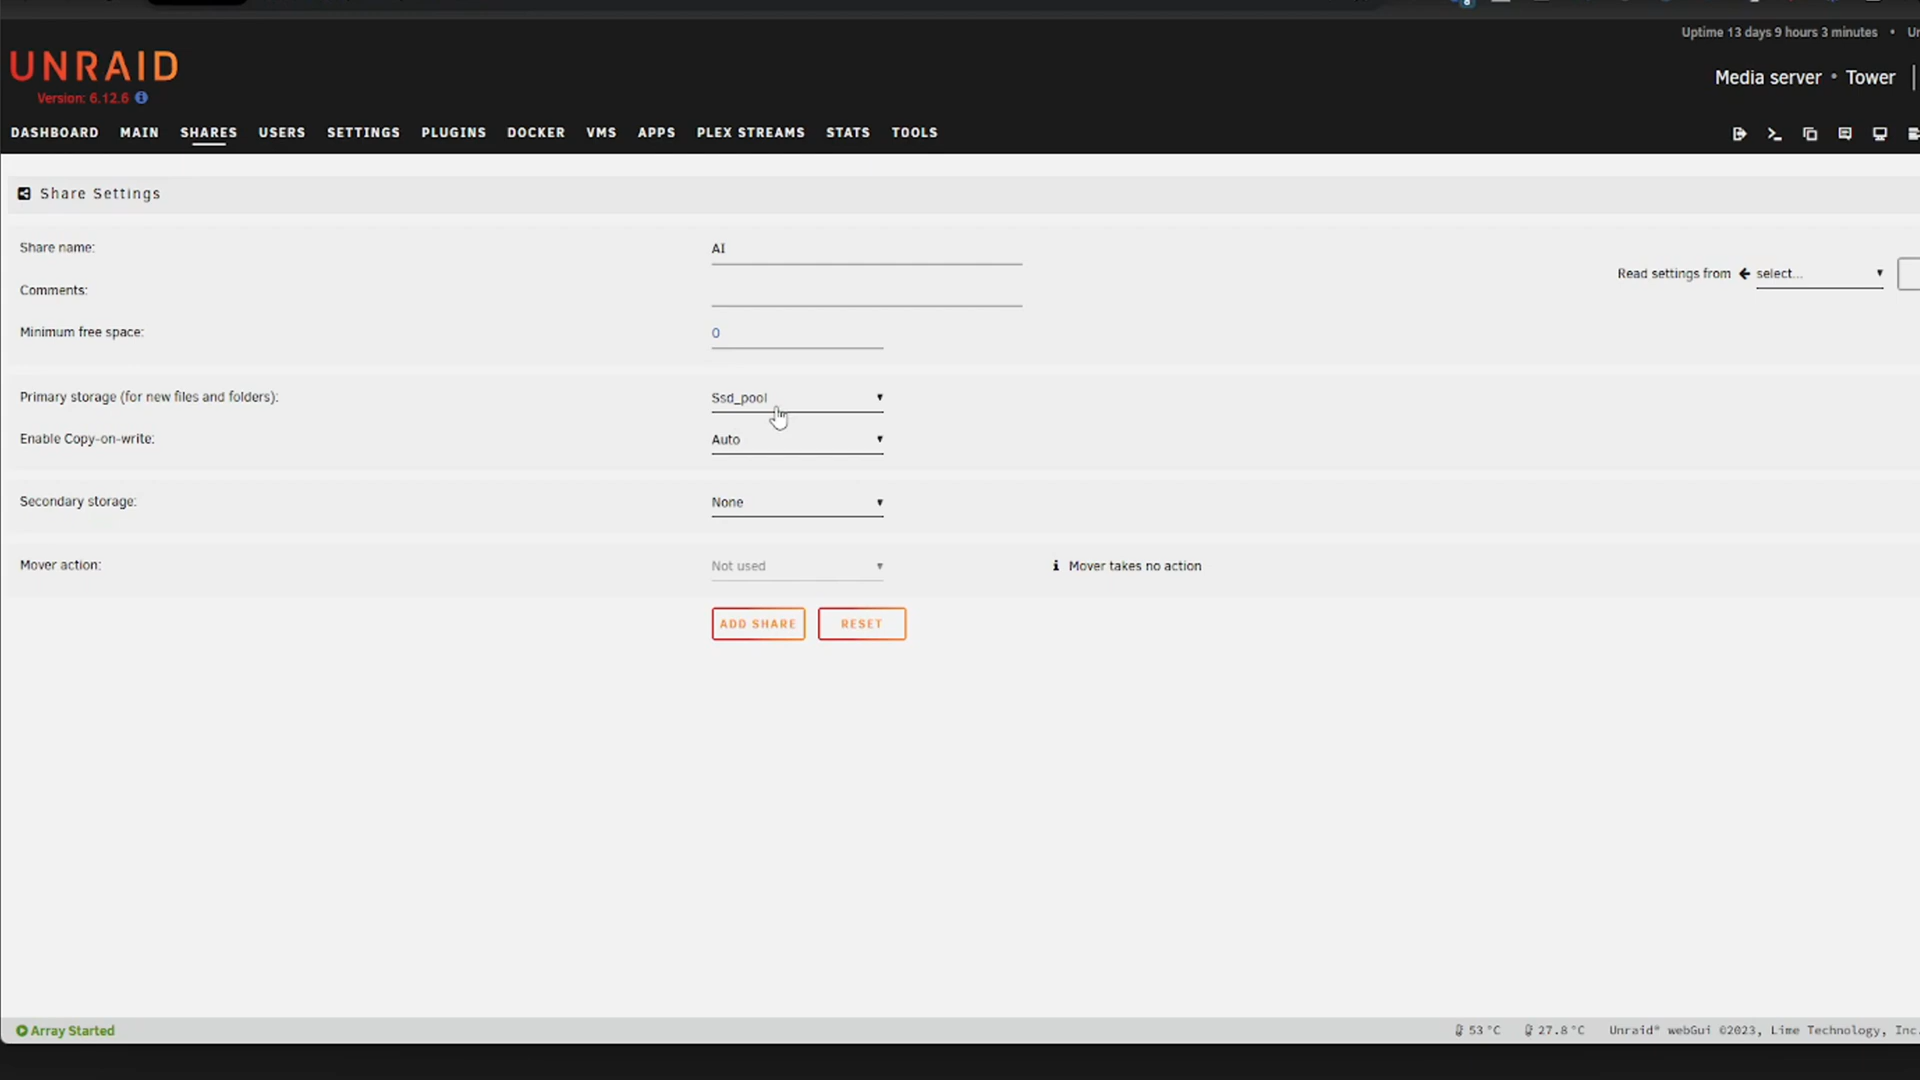 Uptime 13 days 9 hours 3 minutes •
UNRAID
Version: 6.12.6
Media server • Tower
DASHBOARD MAIN SHARES USERS SETTINGS PLUGINS DOCKER VMS APPS PLEX STREAMS STATS TOOLS
Share Settings
Share name: AI
Read settings from select...
Comments:
Minimum free space: 0
Primary storage (for new files and folders): Ssd_pool
Enable Copy-on-write: Auto
Secondary storage: None
Mover action: Not used Mover takes no action
ADD SHARE RESET
Array Started 53 °C 27.8 °C Unraid® webGui ©2023, Lime Technology, Inc.